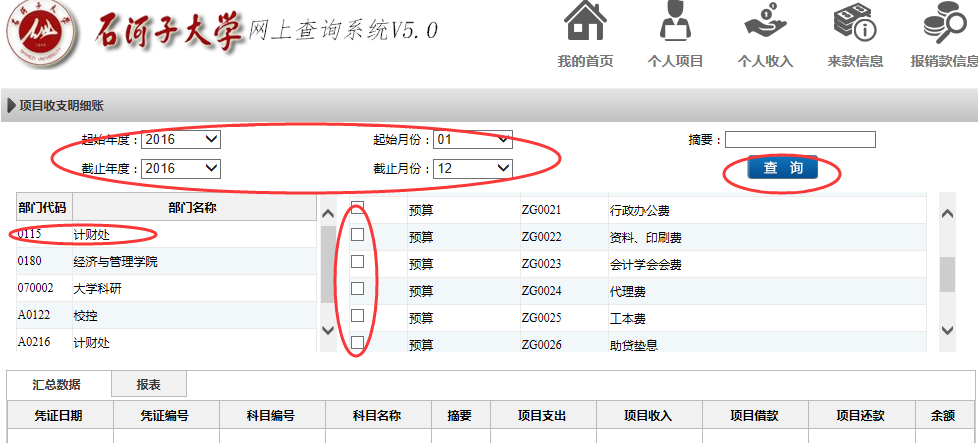 石河子大学网上查询系统V5.0
我的首页 个人项目 个人收入 来款信息 报销款信息
项目收支明细账
起始年度：2016 起始月份：01 摘要：
截止年度：2016 截止月份：12 查 询
部门代码 部门名称
预算 ZG0021 行政办公费
0115 计财处 预算 ZG0022 资料、印刷费
0180 经济与管理学院 预算 ZG0023 会计学会会费
070002 大学科研 预算 ZG0024 代理费
A0122 校控 预算 ZG0025 工本费
A0216 计财处 预算 ZG0026 助贷垫息
汇总数据 报表
凭证日期 凭证编号 科目编号 科目名称 摘要 项目支出 项目收入 项目借款 项目还款 余额